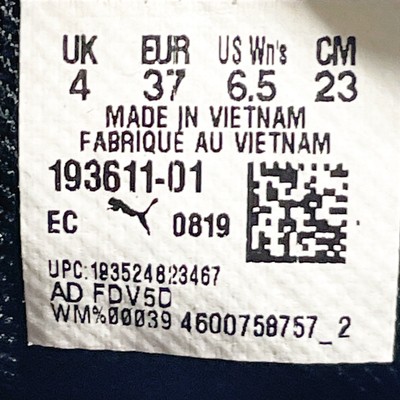 UK EUR US Wn's CM
4 37 6.5 23
MADE IN VIETNAM
FABRIQUÉ AU VIETNAM
193611-01
EC 0819
UPC:193524823467
AD FDV5D
WM%00039 4600758757_2